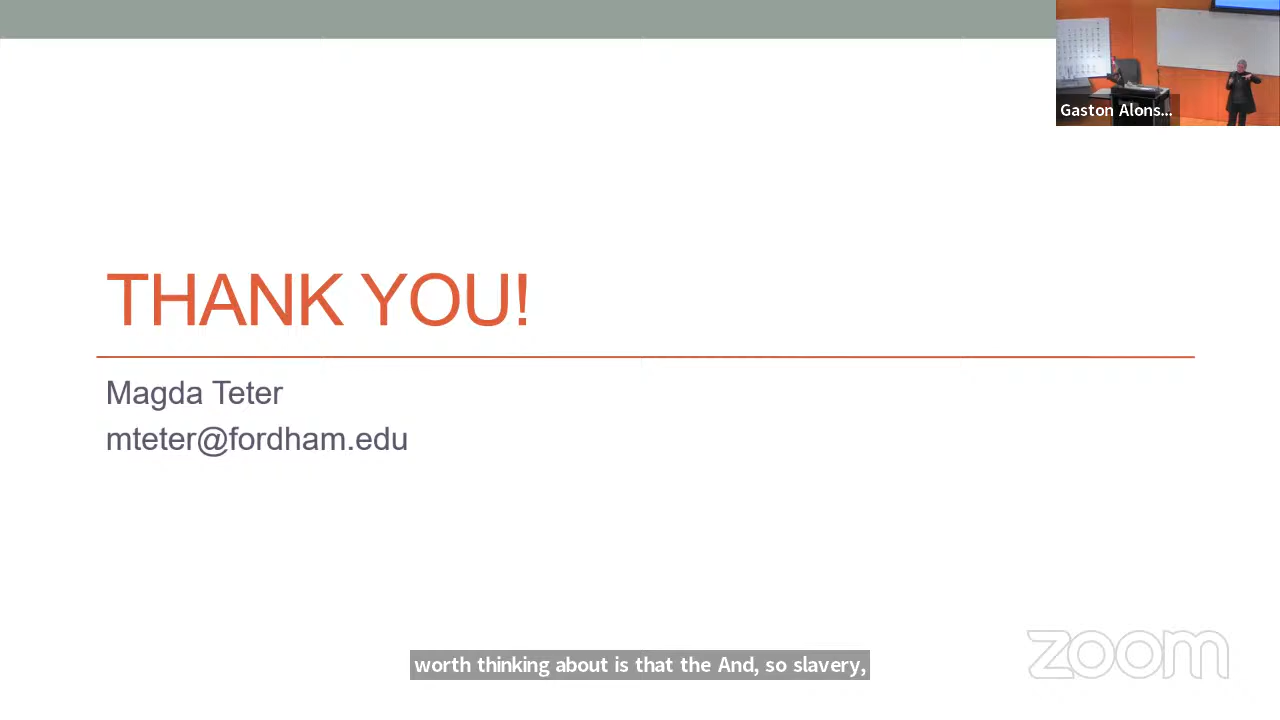 Gaston Alons...
THANK YOU!
Magda Teter
mteter@fordham.edu
worth thinking about is that the And, so slavery,
zoom